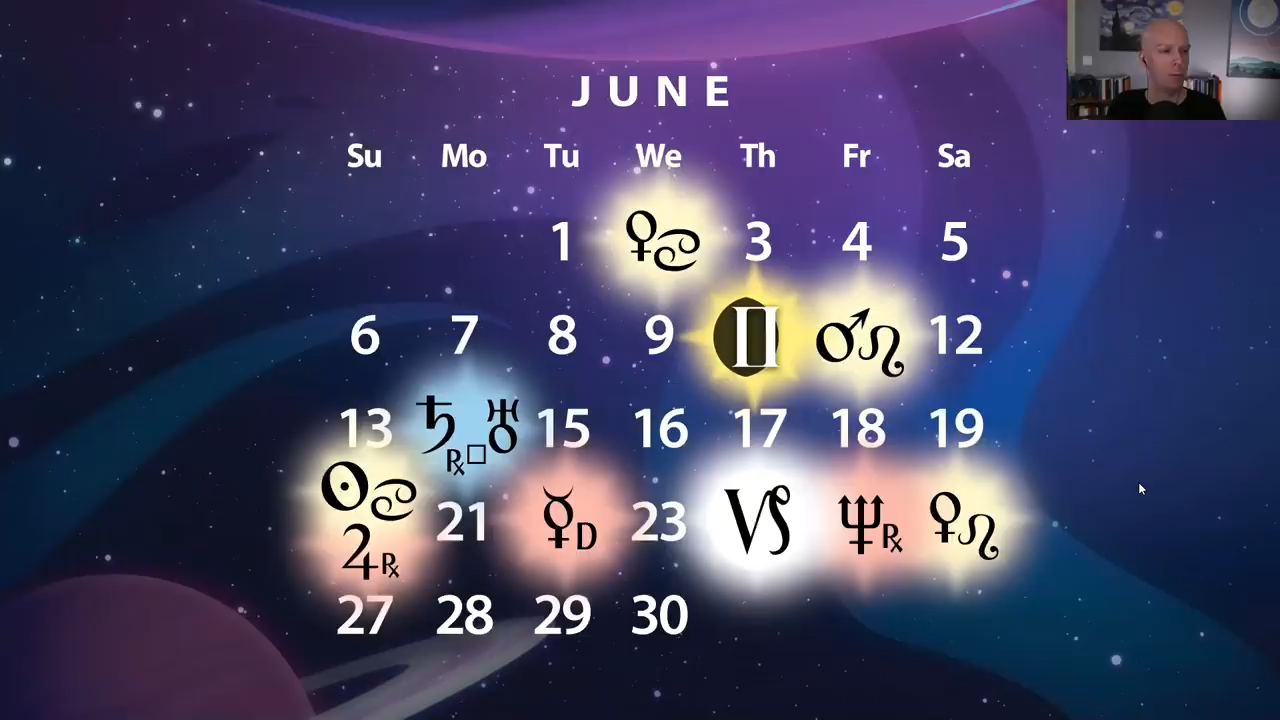 JUNE
Su Mo Tu We Th Fr Sa
1 ♀♋ 3 4 5
6 7 8 9 ♊ ♂♌ 12
13 ♄℞□♅ 15 16 17 18 19
☉♋ ♃℞ 21 ☿D 23 ♑ ♆℞ ♀♌
27 28 29 30